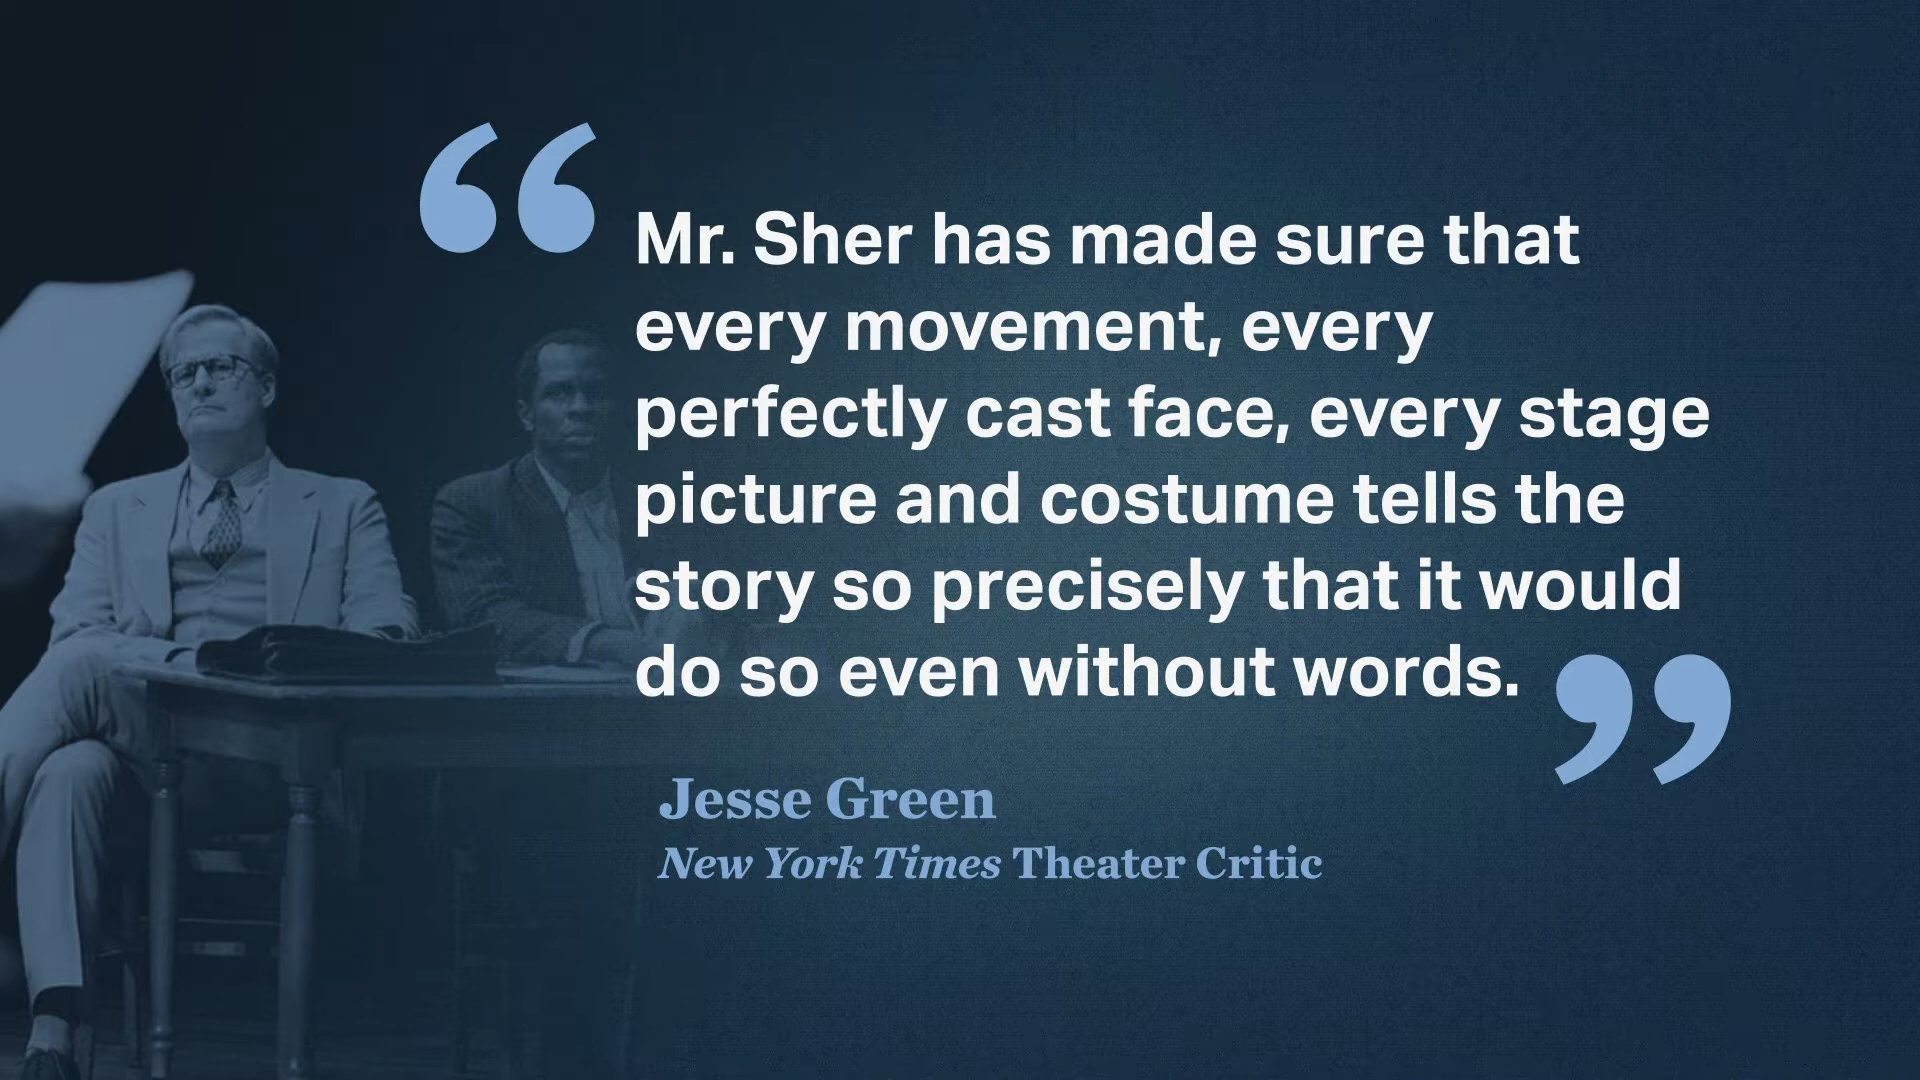 “Mr. Sher has made sure that
every movement, every
perfectly cast face, every stage
picture and costume tells the
story so precisely that it would
do so even without words.”
Jesse Green
New York Times Theater Critic